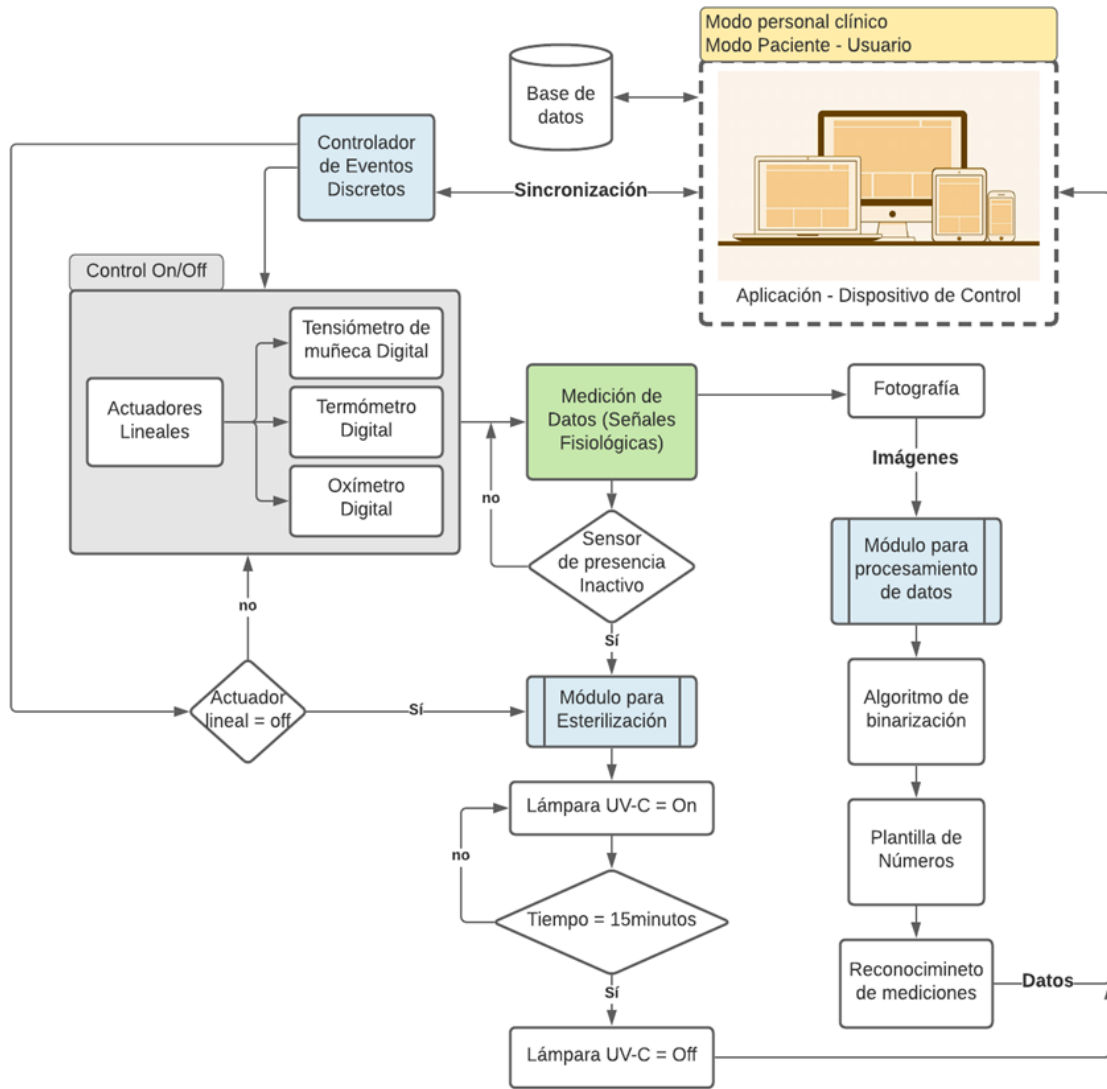 Modo personal clínico
Modo Paciente - Usuario
Base de
datos
Controlador
de Eventos
Discretos
Sincronización
Aplicación - Dispositivo de Control
Control On/Off
Tensiómetro de
muñeca Digital
Actuadores
Lineales
Termómetro
Digital
Oxímetro
Digital
Medición de
Datos (Señales
Fisiológicas)
Fotografía
Imágenes
no
Sensor
de presencia
Inactivo
Módulo para
procesamiento
de datos
no
Sí
Actuador
lineal = off
Sí
Módulo para
Esterilización
Algoritmo de
binarización
Lámpara UV-C = On
no
Plantilla de
Números
Tiempo = 15minutos
Reconocimineto
de mediciones
Datos
Sí
Lámpara UV-C = Off